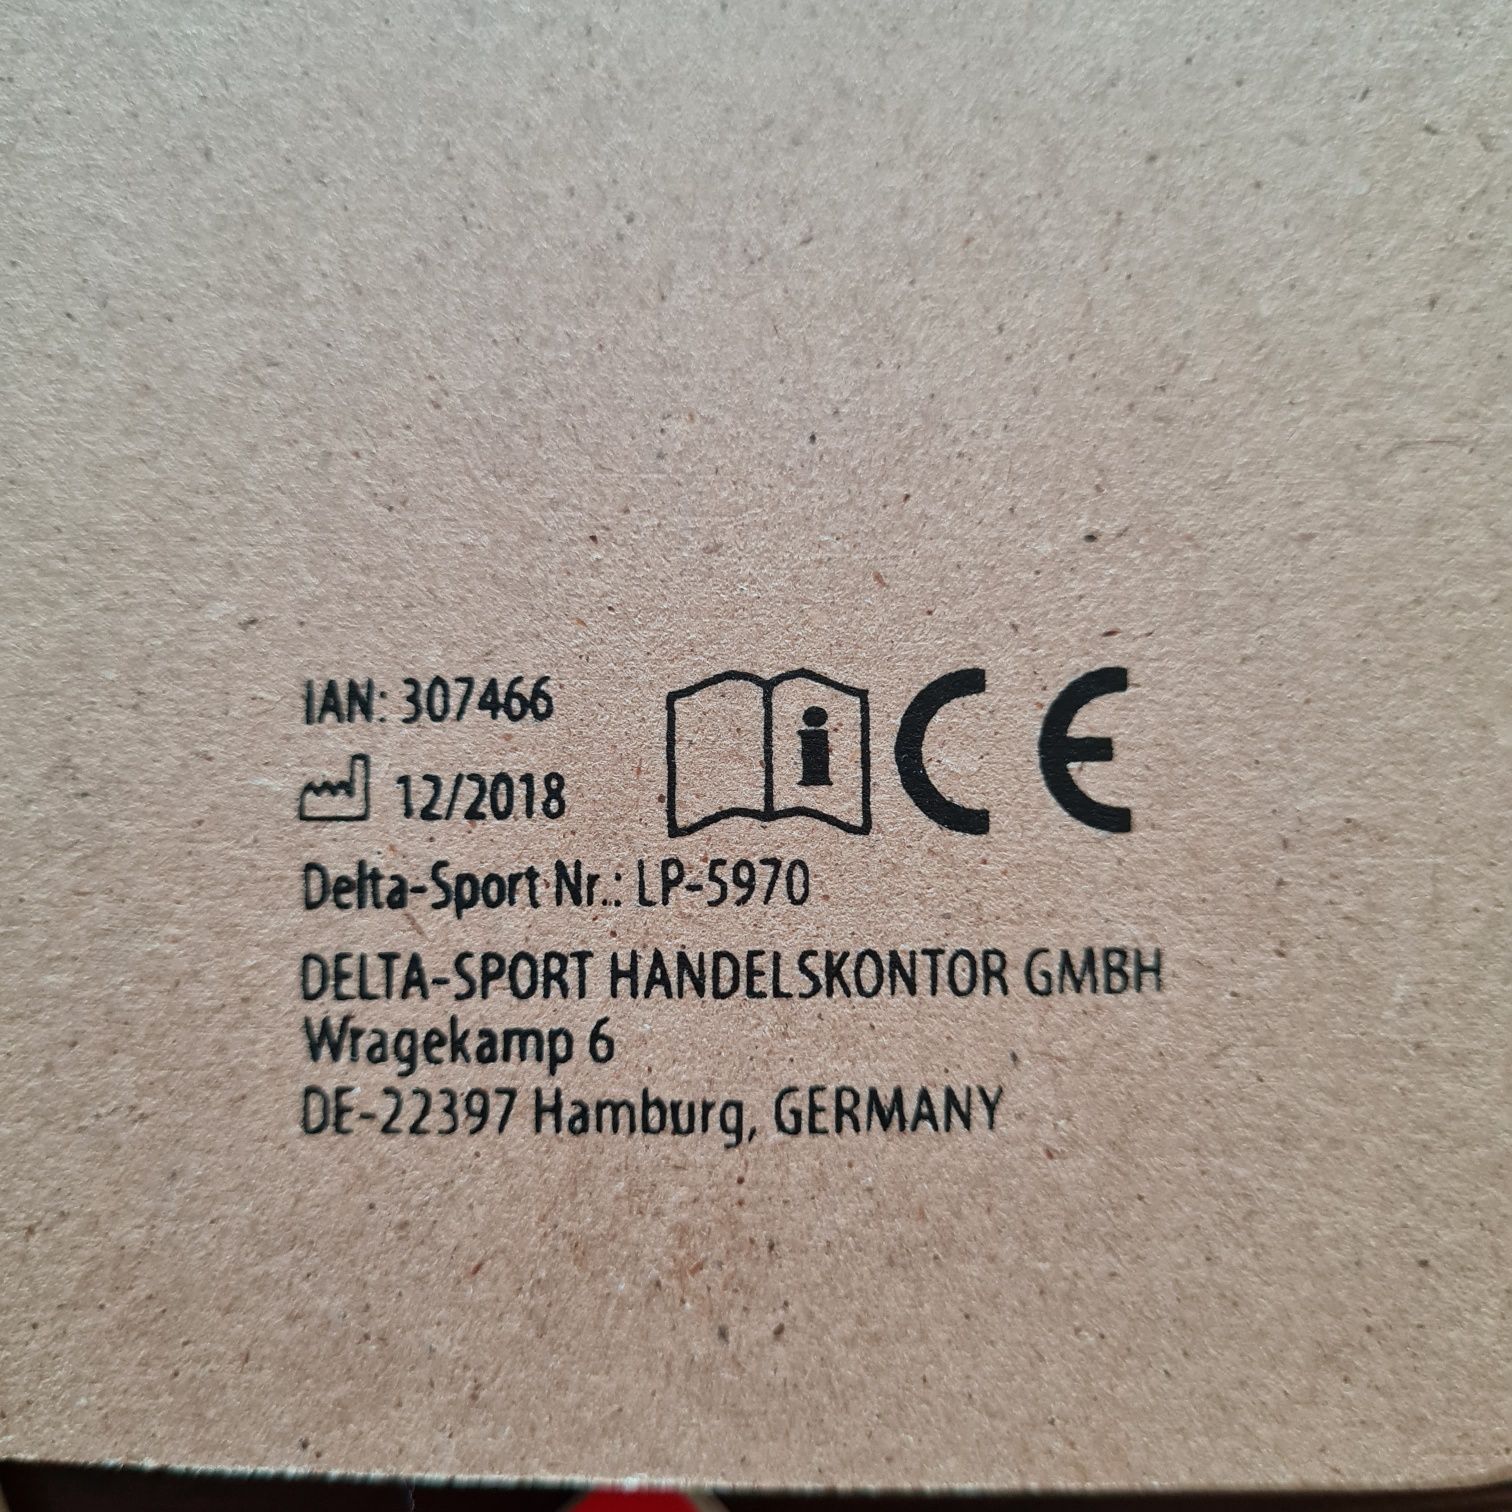 IAN: 307466
12/2018
Delta-Sport Nr.: LP-5970
DELTA-SPORT HANDELSKONTOR GMBH
Wragekamp 6
DE-22397 Hamburg, GERMANY
i
CE